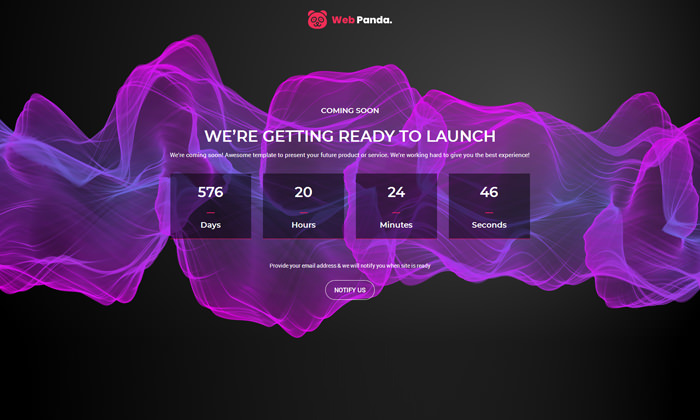 Web Panda.
COMING SOON
WE'RE GETTING READY TO LAUNCH
We're coming soon! Awesome template to present your future product or service. We're working hard to give you the best experience!
576 20 24 46
Days Hours Minutes Seconds
Provide your email address & we will notify you when site is ready
NOTIFY US